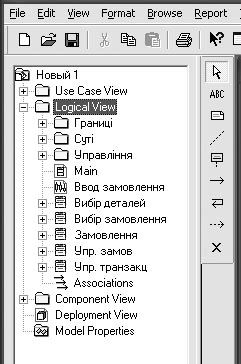 File Edit View Format Browse Report
Новый 1
Use Case View
Logical View
Границі
Суті
Управління
Main
Ввод замовлення
Вибір деталей
Вибір замовлення
Замовлення
Упр. замов
Упр. транзакц
Associations
Component View
Deployment View
Model Properties
ABC